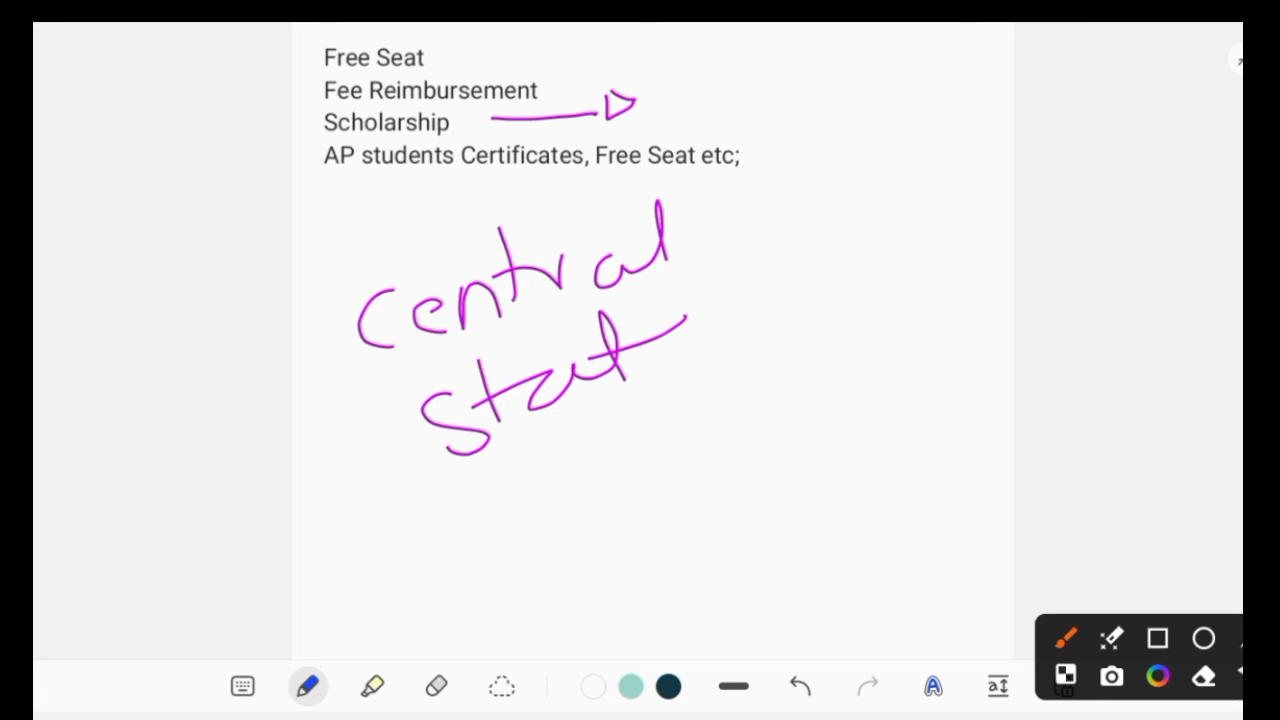 Free Seat
Fee Reimbursement
Scholarship
AP students Certificates, Free Seat etc;
central
stat